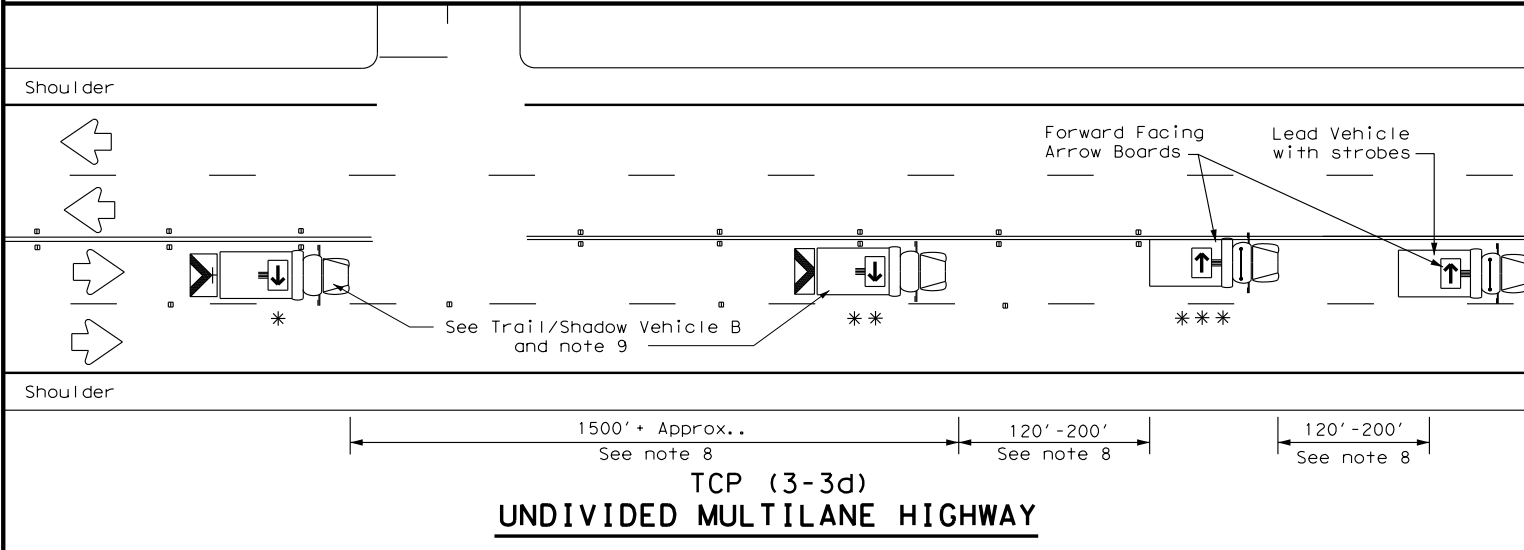 Shoulder
Forward Facing
Arrow Boards
Lead Vehicle
with strobes
*
**
***
See Trail/Shadow Vehicle B
and note 9
Shoulder
1500'+ Approx..
See note 8
120'-200'
See note 8
120'-200'
See note 8
TCP (3-3d)
UNDIVIDED MULTILANE HIGHWAY